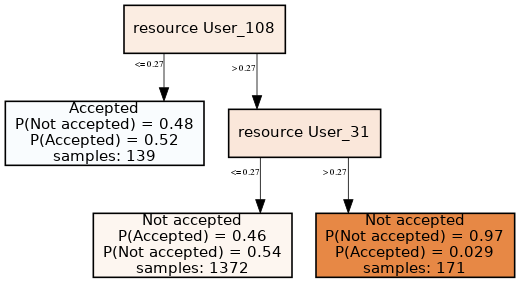 resource User_108
<=0.27
>0.27
Accepted
P(Not accepted) = 0.48
P(Accepted) = 0.52
samples: 139
resource User_31
<=0.27
>0.27
Not accepted
P(Accepted) = 0.46
P(Not accepted) = 0.54
samples: 1372
Not accepted
P(Not accepted) = 0.97
P(Accepted) = 0.029
samples: 171